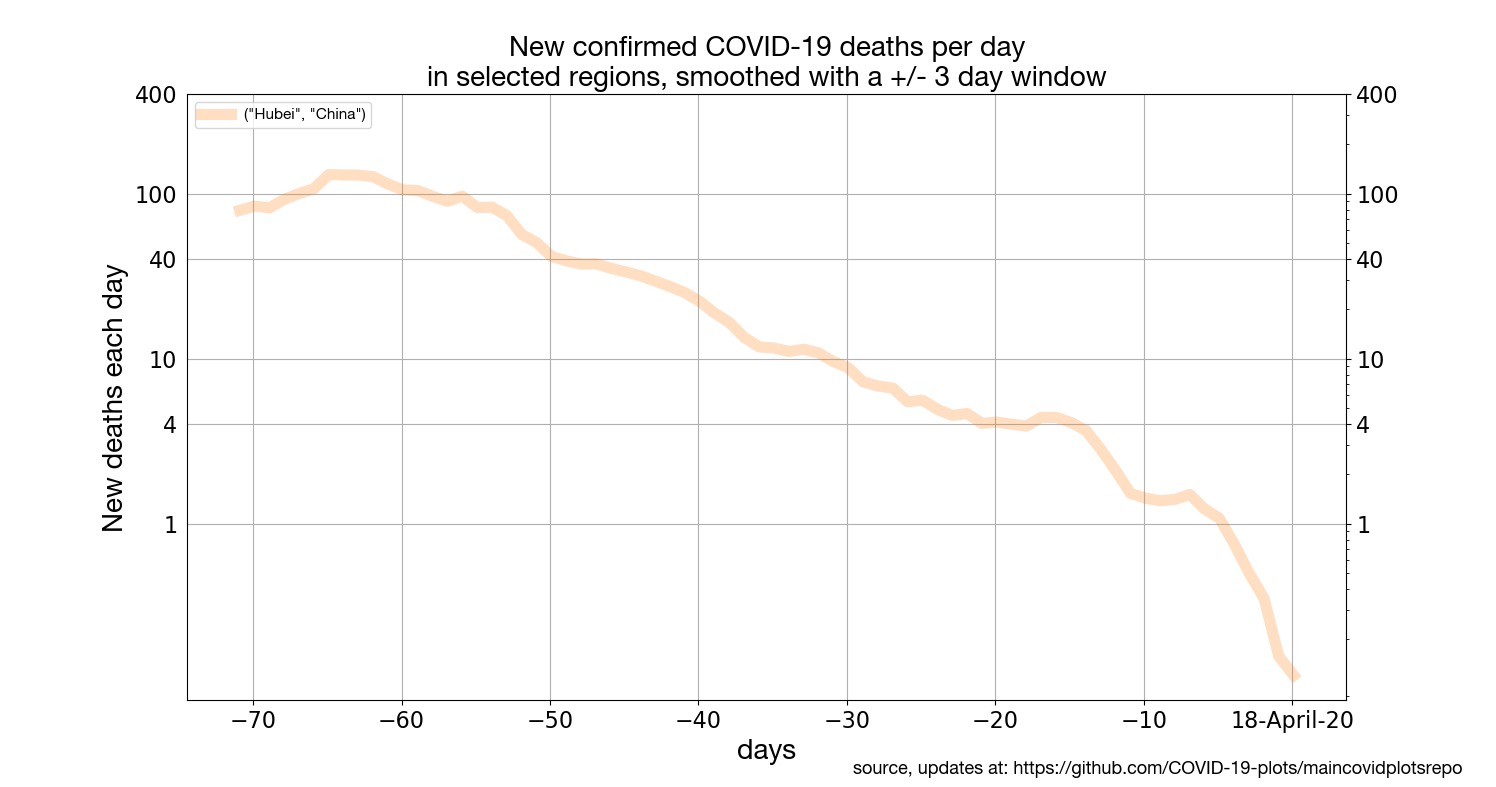 New confirmed COVID-19 deaths per day
in selected regions, smoothed with a +/- 3 day window
("Hubei", "China")
400
100
40
10
4
1
New deaths each day
400
100
40
10
4
1
−70
−60
−50
−40
−30
−20
−10
18-April-20
days
source, updates at: https://github.com/COVID-19-plots/maincovidplotsrepo